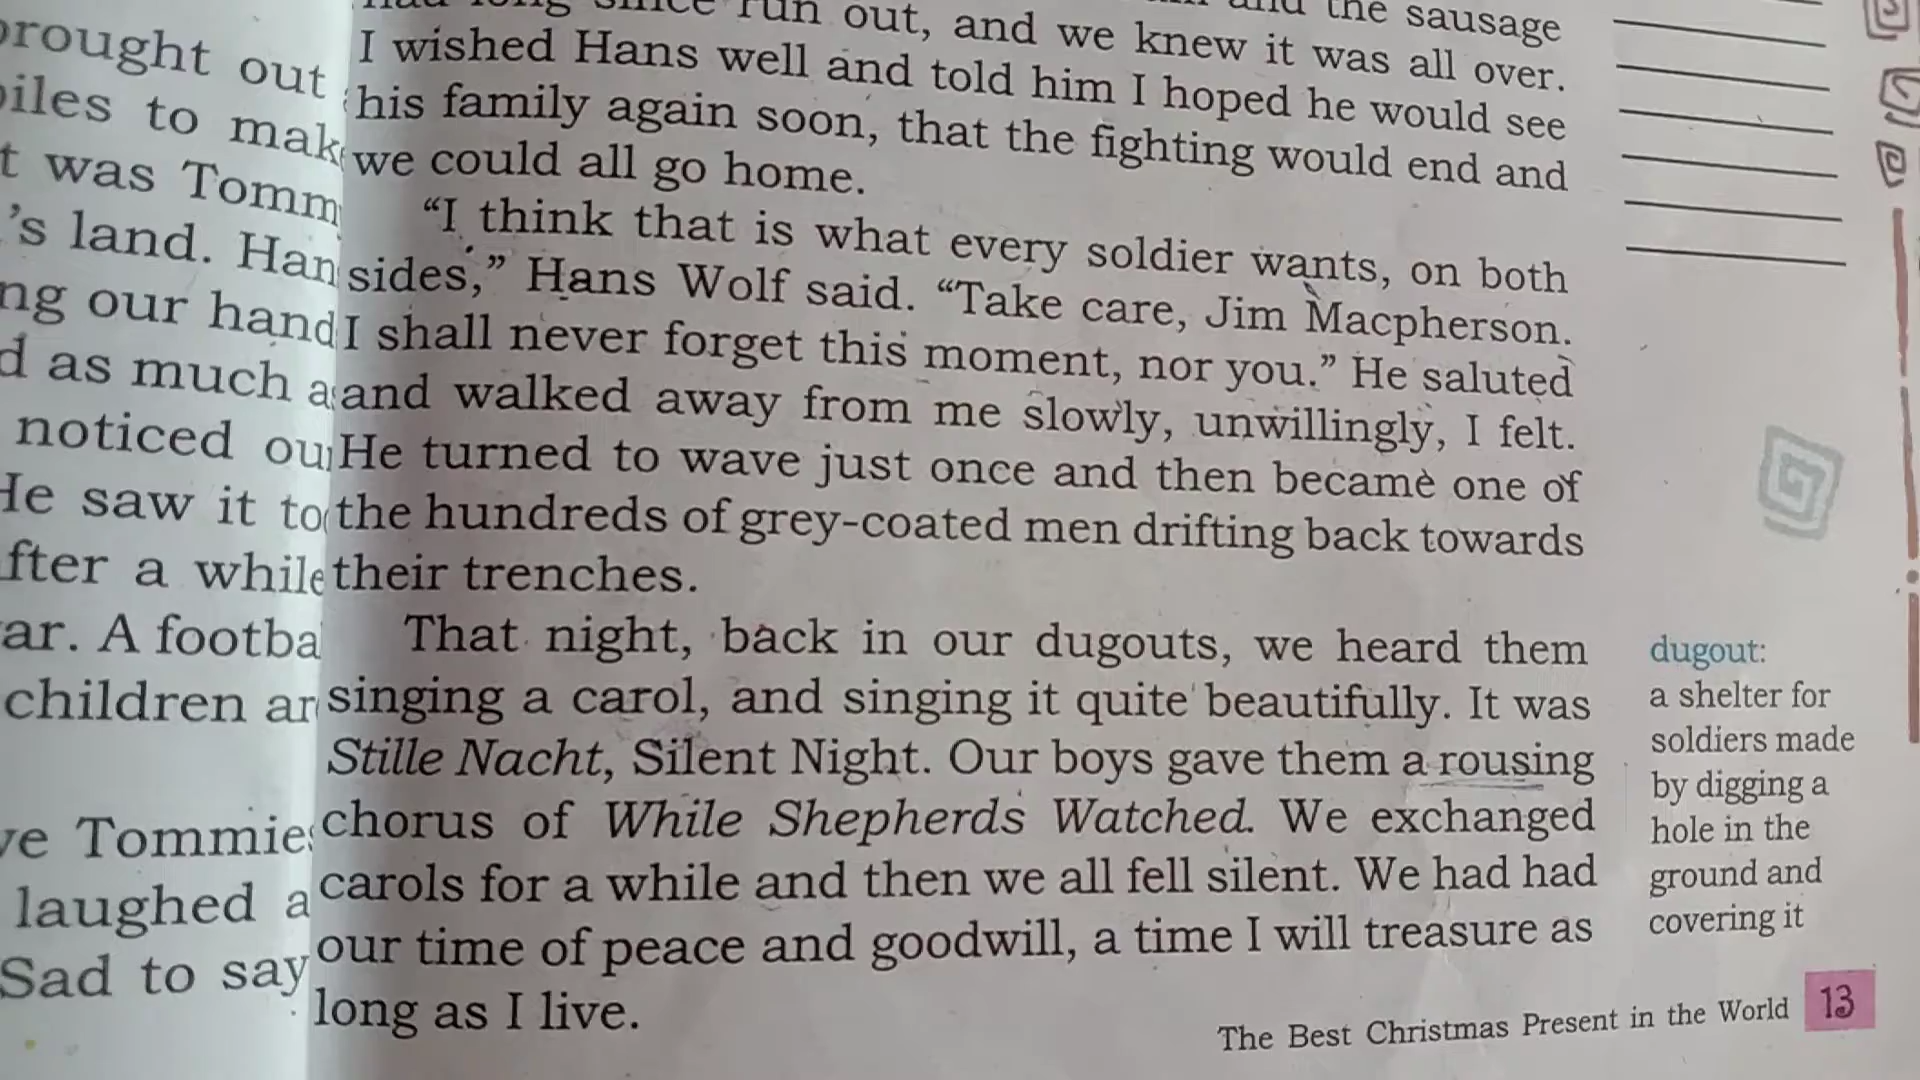 brought out
piles to mak
t was Tomm
's land. Han
ng our hand
d as much a
noticed ou
He saw it to
fter a while
ar. A footba
children ar
ve Tommies
laughed a
Sad to say
and the sausage
had long since run out, and we knew it was all over.
I wished Hans well and told him I hoped he would see
his family again soon, that the fighting would end and
we could all go home.
“I think that is what every soldier wants, on both
sides,” Hans Wolf said. “Take care, Jim Macpherson.
I shall never forget this moment, nor you.” He saluted
and walked away from me slowly, unwillingly, I felt.
He turned to wave just once and then became one of
the hundreds of grey-coated men drifting back towards
their trenches.
That night, back in our dugouts, we heard them
singing a carol, and singing it quite beautifully. It was
Stille Nacht, Silent Night. Our boys gave them a rousing
chorus of While Shepherds Watched. We exchanged
carols for a while and then we all fell silent. We had had
our time of peace and goodwill, a time I will treasure as
long as I live.
dugout:
a shelter for
soldiers made
by digging a
hole in the
ground and
covering it
The Best Christmas Present in the World 13